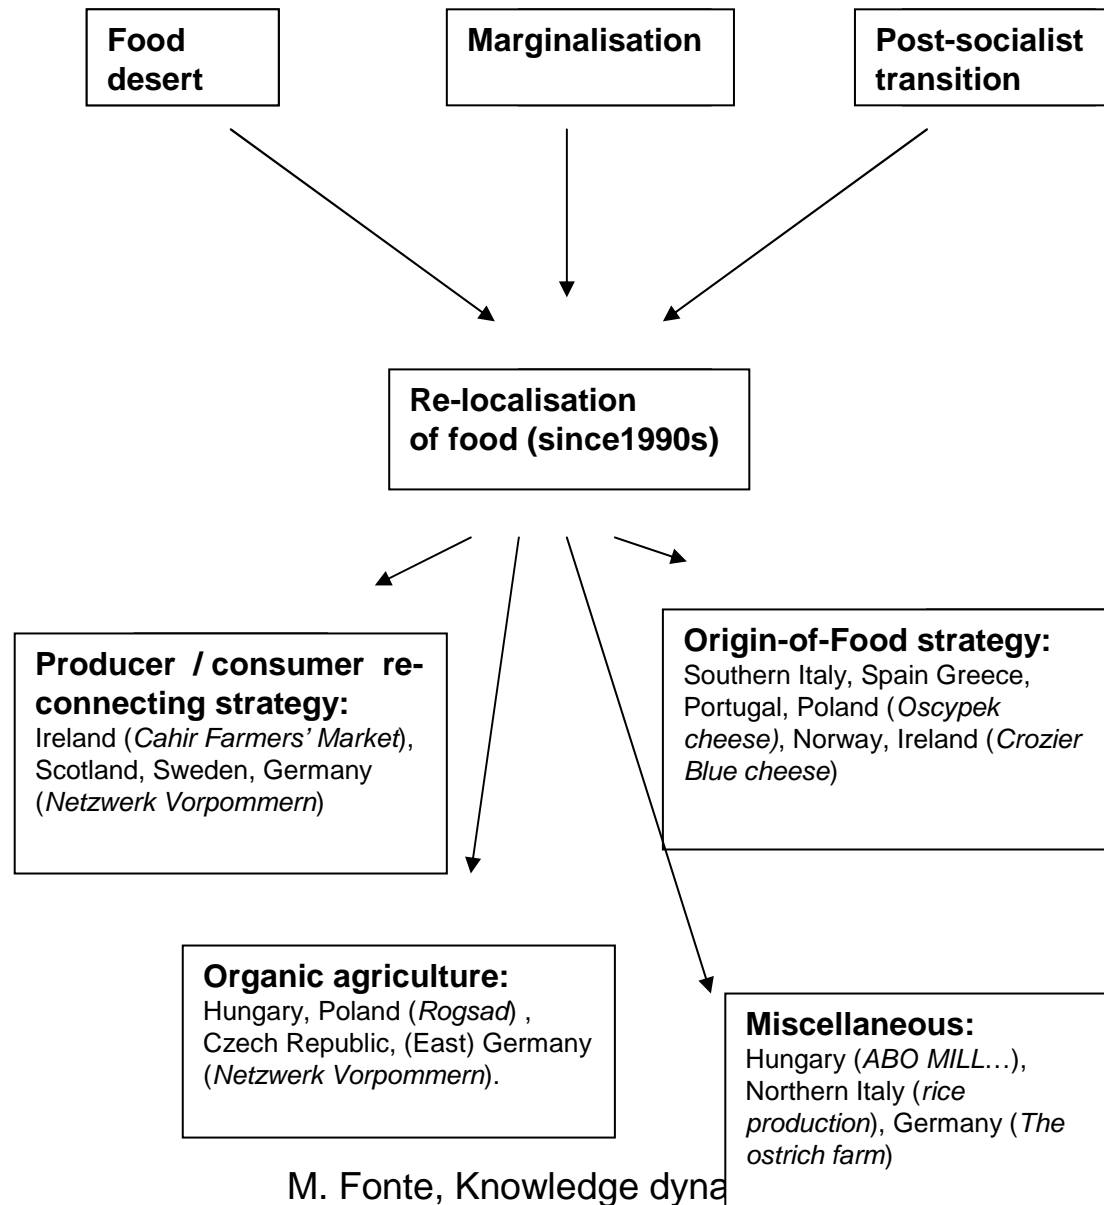 Food
desert
Marginalisation
Post-socialist
transition
Re-localisation
of food (since1990s)
Producer / consumer re-
connecting strategy:
Ireland (Cahir Farmers’ Market),
Scotland, Sweden, Germany
(Netzwerk Vorpommern)
Origin-of-Food strategy:
Southern Italy, Spain Greece,
Portugal, Poland (Oscypek
cheese), Norway, Ireland (Crozier
Blue cheese)
Organic agriculture:
Hungary, Poland (Rogsad) ,
Czech Republic, (East) Germany
(Netzwerk Vorpommern).
Miscellaneous:
Hungary (ABO MILL…),
Northern Italy (rice
production), Germany (The
ostrich farm)
M. Fonte, Knowledge